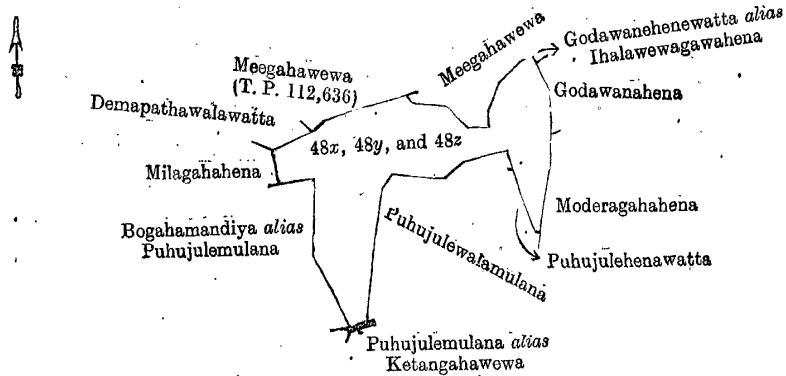 Godawanehenewatta alias
Ihalawewagawahena
Meegahawewa
Meegahawewa
(T. P. 112,636)
Godawanahena
Demapathawalawatta
48x, 48y, and 48z
Milagahahena
Moderagahahena
Bogahamandiya alias
Puhujulemulana
Puhujulewalamulana
Puhujulehenawatta
Puhujulemulana alias
Ketangahawewa